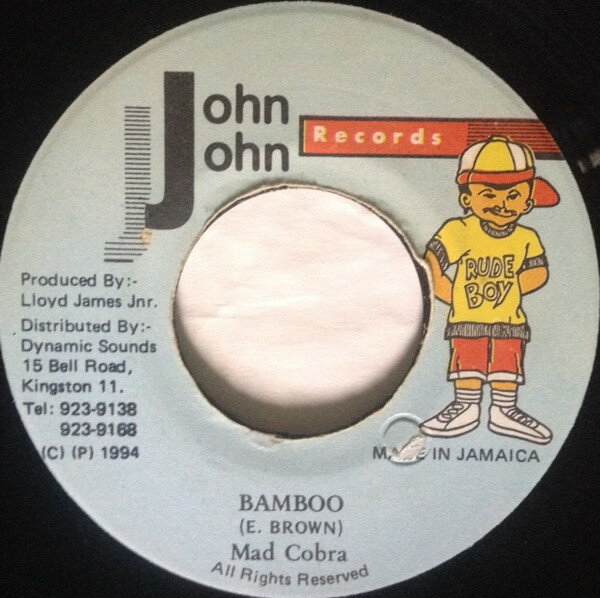 John
John
Records
RUDE
BOY
Produced By:-
Lloyd James Jnr.
Distributed By:-
Dynamic Sounds
15 Bell Road,
Kingston 11.
Tel: 923-9138
923-9168
(C) (P) 1994
MADE IN JAMAICA
BAMBOO
(E. BROWN)
Mad Cobra
All Rights Reserved